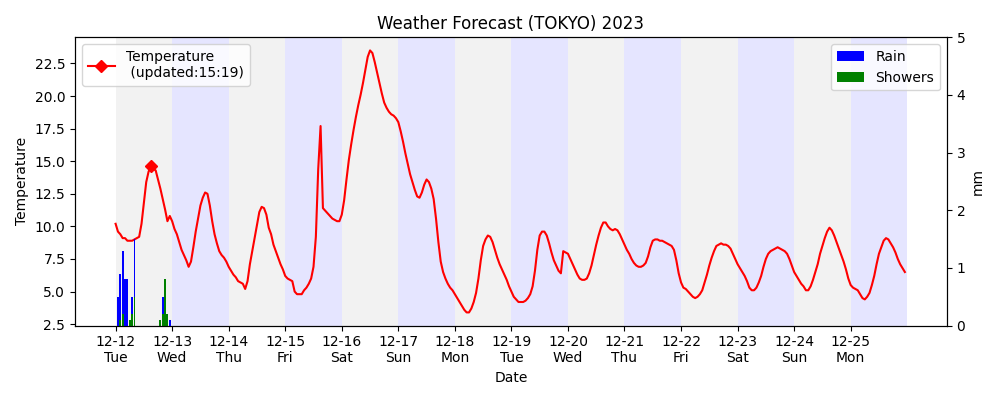 Weather Forecast (TOKYO) 2023
Temperature
(updated:15:19)
Rain
Showers
Temperature
22.5
20.0
17.5
15.0
12.5
10.0
7.5
5.0
2.5
5
4
3
2
1
0
mm
12-12 12-13 12-14 12-15 12-16 12-17 12-18 12-19 12-20 12-21 12-22 12-23 12-24 12-25
Tue Wed Thu Fri Sat Sun Mon Tue Wed Thu Fri Sat Sun Mon
Date